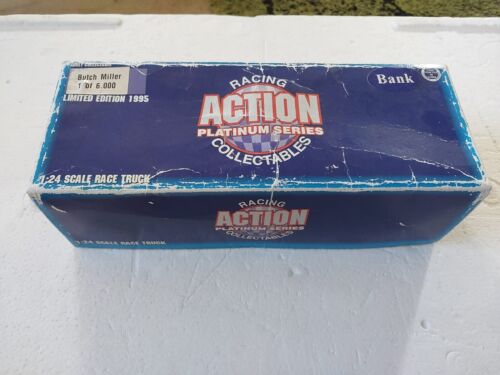 Butch Miller
1 of 6.000
LIMITED EDITION 1995
RACING
ACTION
PLATINUM SERIES
COLLECTABLES
Bank
1:24 SCALE RACE TRUCK
RACING
ACTION
PLATINUM SERIES
COLLECTABLES
1:24 SCALE RACE TRUCK